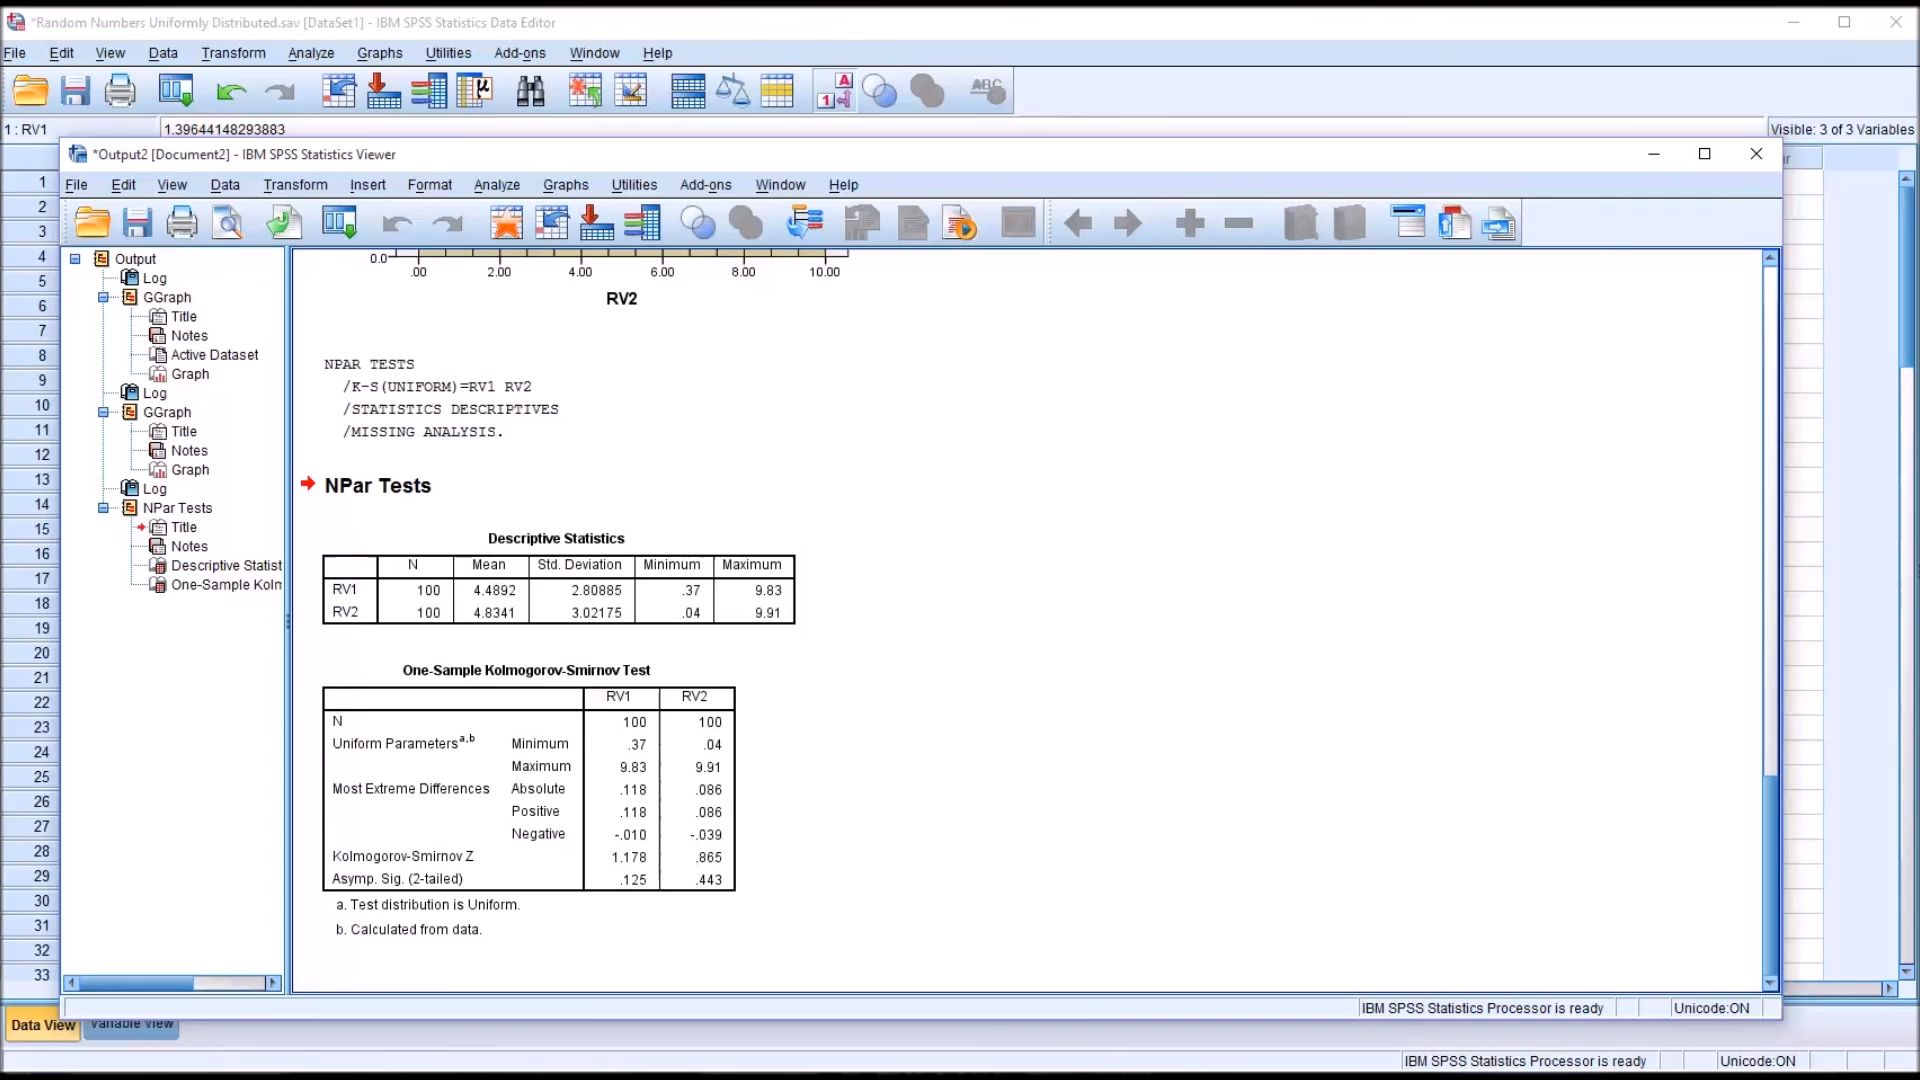 *Random Numbers Uniformly Distributed.sav [DataSet1] - IBM SPSS Statistics Data Editor
File Edit View Data Transform Analyze Graphs Utilities Add-ons Window Help
1 : RV1 1.39644148293883 Visible: 3 of 3 Variables
*Output2 [Document2] - IBM SPSS Statistics Viewer
File Edit View Data Transform Insert Format Analyze Graphs Utilities Add-ons Window Help
1
2
3
4
5
6
7
8
9
10
11
12
13
14
15
16
17
18
19
20
21
22
23
24
25
26
27
28
29
30
31
32
33
Output
Log
GGraph
Title
Notes
Active Dataset
Graph
Log
GGraph
Title
Notes
Graph
Log
NPar Tests
Title
Notes
Descriptive Statist
One-Sample Kolm
0.0
.00 2.00 4.00 6.00 8.00 10.00
RV2
NPAR TESTS
/K-S(UNIFORM)=RV1 RV2
/STATISTICS DESCRIPTIVES
/MISSING ANALYSIS.
NPar Tests
Descriptive Statistics
N Mean Std. Deviation Minimum Maximum
RV1 100 4.4892 2.80885 .37 9.83
RV2 100 4.8341 3.02175 .04 9.91
One-Sample Kolmogorov-Smirnov Test
RV1 RV2
N 100 100
Uniform Parameters a,b Minimum .37 .04
Maximum 9.83 9.91
Most Extreme Differences Absolute .118 .086
Positive .118 .086
Negative -.010 -.039
Kolmogorov-Smirnov Z 1.178 .865
Asymp. Sig. (2-tailed) .125 .443
a. Test distribution is Uniform.
b. Calculated from data.
IBM SPSS Statistics Processor is ready Unicode:ON
Data View Variable View
IBM SPSS Statistics Processor is ready Unicode:ON